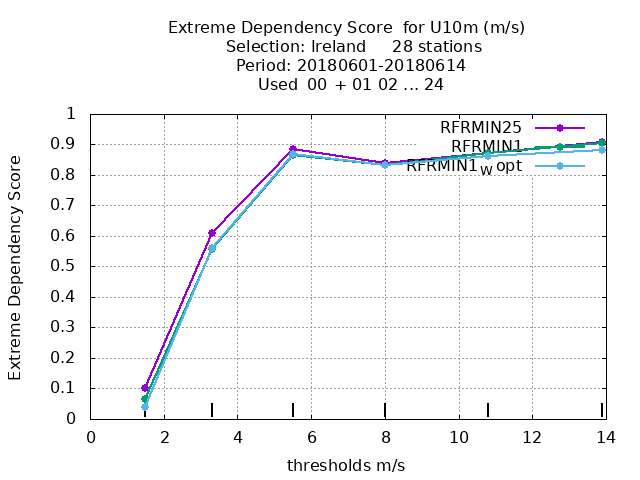 Extreme Dependency Score  for U10m (m/s)
Selection: Ireland     28 stations
Period: 20180601-20180614
Used  00  + 01 02 ... 24
Extreme Dependency Score
1
0.9
0.8
0.7
0.6
0.5
0.4
0.3
0.2
0.1
0
RFRMIN25
RFRMIN1
RFRMIN1W opt
0 2 4 6 8 10 12 14
thresholds m/s